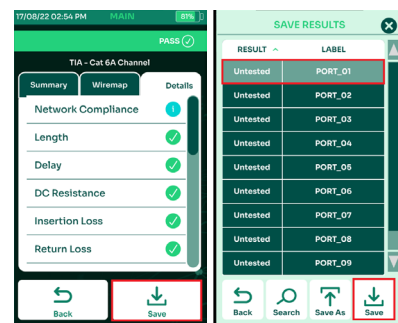 17/08/22 02:54 PM MAIN 81%
PASS
TIA - Cat 6A Channel
Summary Wiremap Details
Network Compliance i
Length
Delay
DC Resistance
Insertion Loss
Return Loss
Back Save
SAVE RESULTS
RESULT LABEL
Untested PORT_01
Untested PORT_02
Untested PORT_03
Untested PORT_04
Untested PORT_05
Untested PORT_06
Untested PORT_07
Untested PORT_08
Untested PORT_09
Back Search Save As Save